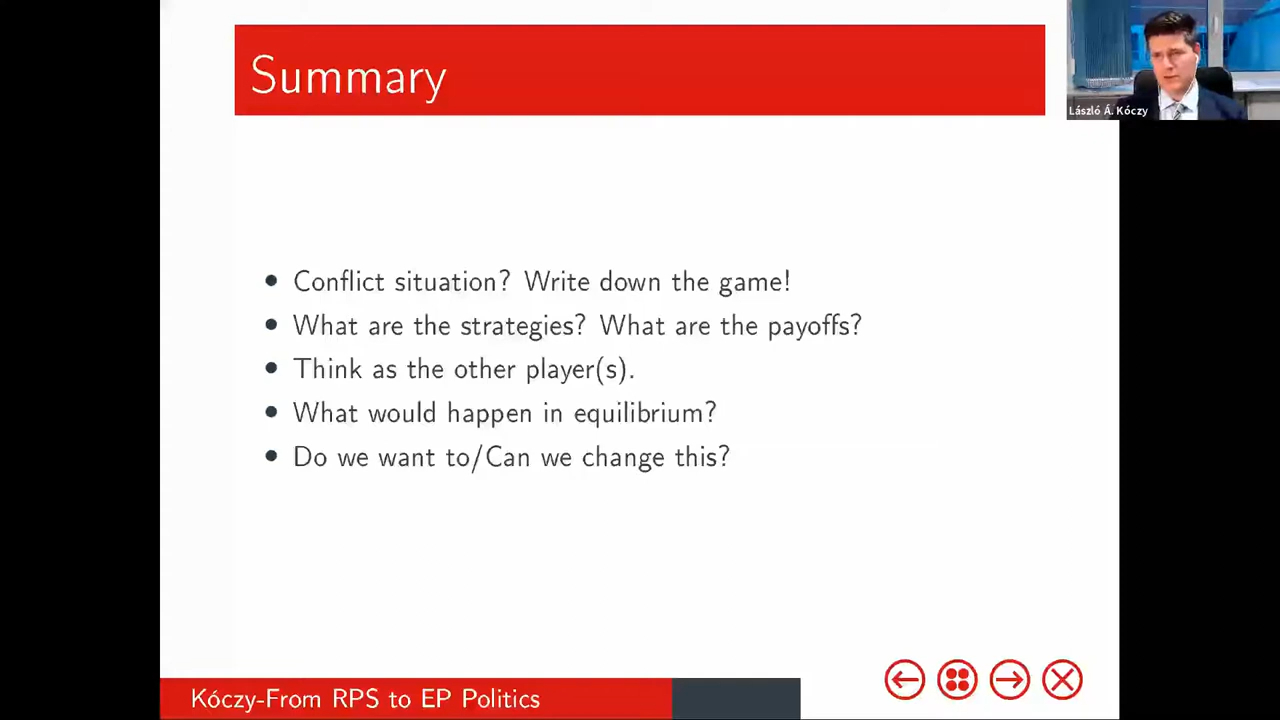 Summary
László Á. Kóczy
• Conflict situation? Write down the game!
• What are the strategies? What are the payoffs?
• Think as the other player(s).
• What would happen in equilibrium?
• Do we want to/Can we change this?
Kóczy-From RPS to EP Politics